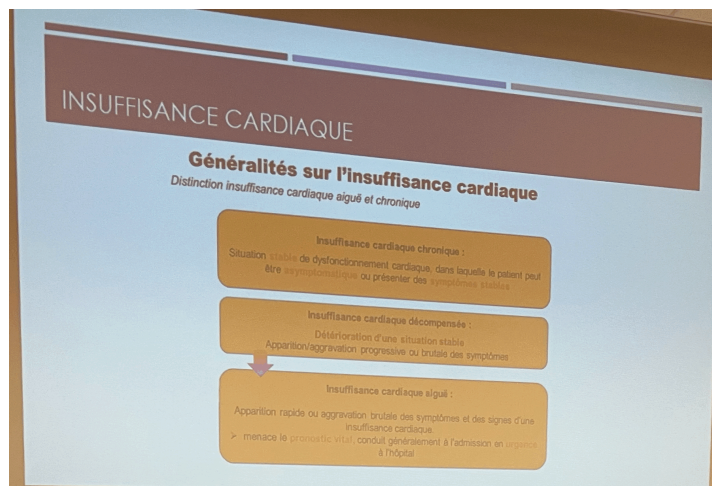 INSUFFISANCE CARDIAQUE
Généralités sur l'insuffisance cardiaque
Distinction insuffisance cardiaque aiguë et chronique
Insuffisance cardiaque chronique :
Situation stable de dysfonctionnement cardiaque, dans laquelle le patient peut
être asymptomatique ou présenter des symptômes stables
Insuffisance cardiaque décompensée :
Détérioration d'une situation stable
Apparition/aggravation progressive ou brutale des symptômes
Insuffisance cardiaque aiguë :
Apparition rapide ou aggravation brutale des symptômes et des signes d'une
insuffisance cardiaque.
➢ menace le pronostic vital, conduit généralement à l'admission en urgence
à l'hôpital